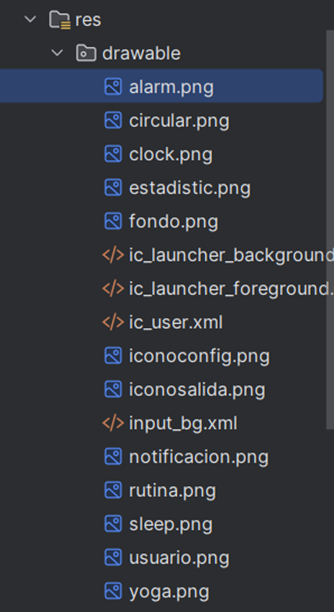 res
drawable
alarm.png
circular.png
clock.png
estadistic.png
fondo.png
ic_launcher_background
ic_launcher_foreground.
ic_user.xml
iconoconfig.png
iconosalida.png
input_bg.xml
notificacion.png
rutina.png
sleep.png
usuario.png
yoga.png